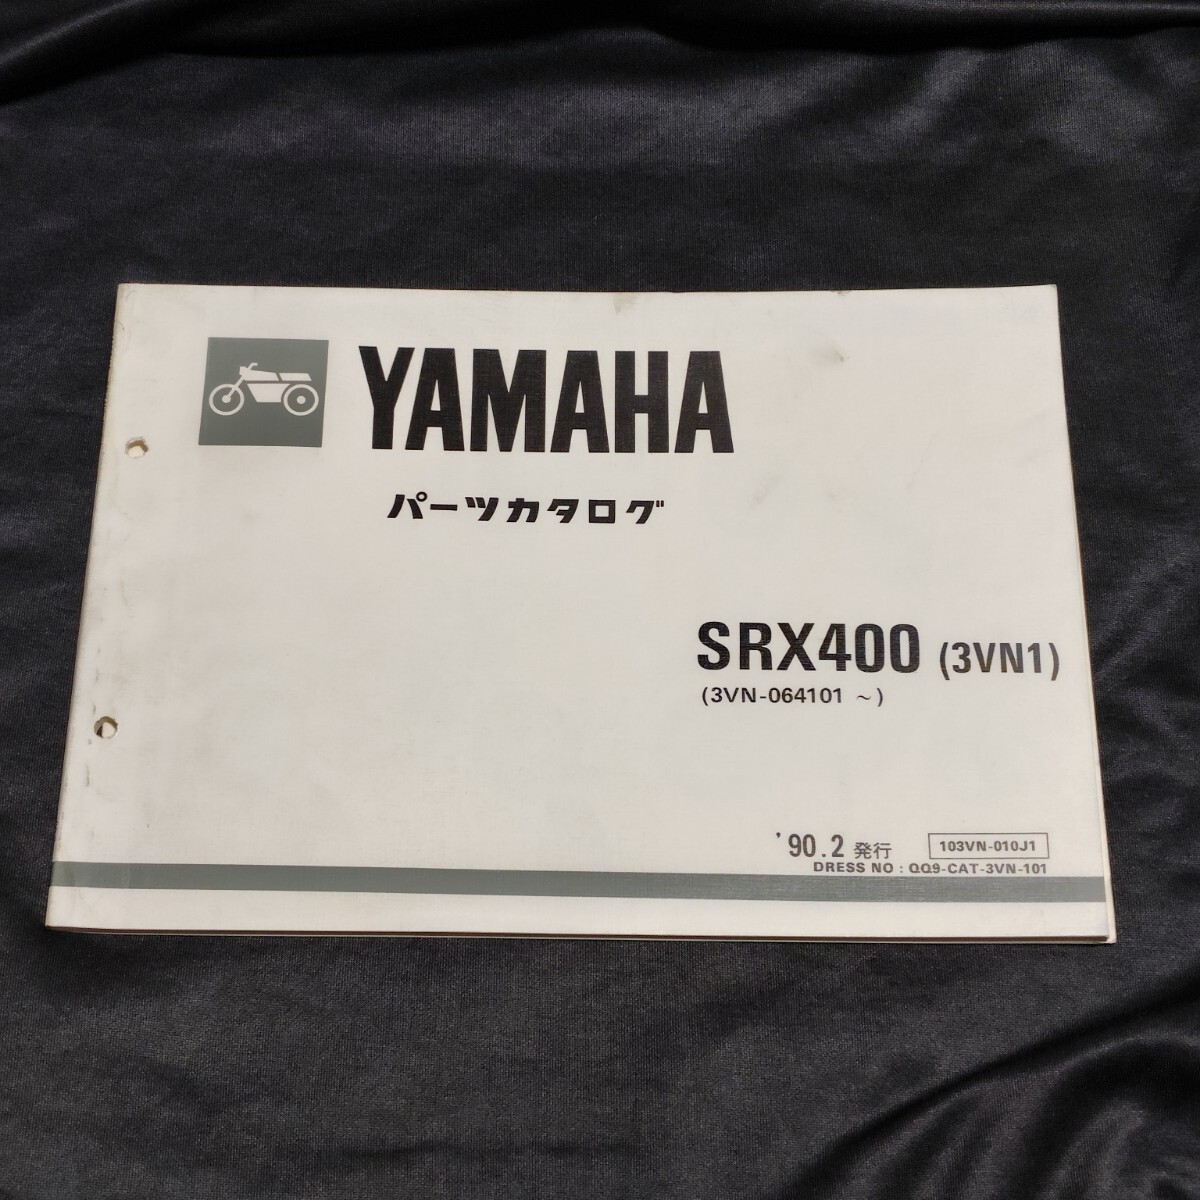 YAMAHA
パーツカタログ
SRX400 (3VN1)
(3VN-064101 ~)
'90.2 発行 103VN-010J1
DRESS NO : QQ9-CAT-3VN-101